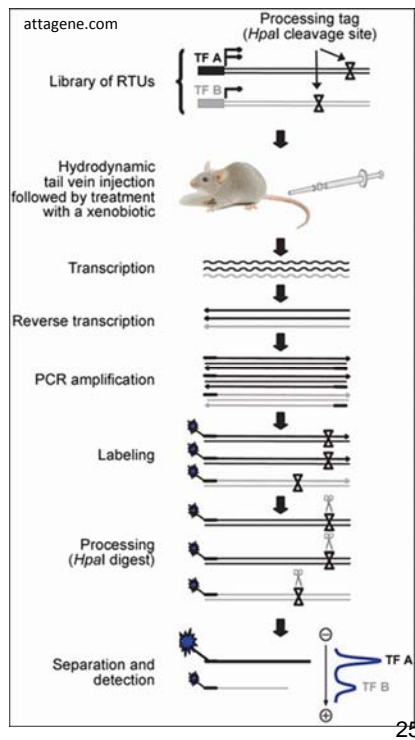 attagene.com
Processing tag
(HpaI cleavage site)
Library of RTUs
TF A
TF B
Hydrodynamic
tail vein injection
followed by treatment
with a xenobiotic
Transcription
Reverse transcription
PCR amplification
Labeling
Processing
(HpaI digest)
Separation and
detection
−
TF A
TF B
+
25